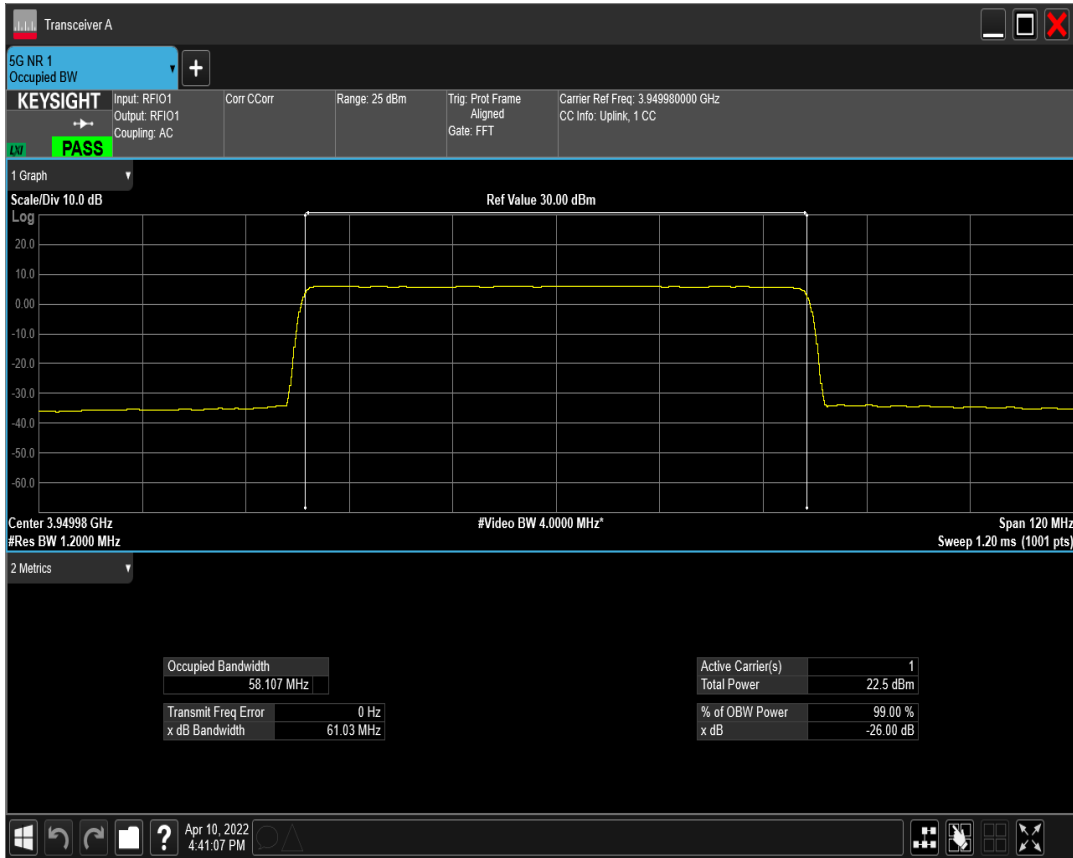 Transceiver A
5G NR 1
Occupied BW
KEYSIGHT
LXI
PASS
Input: RFIO1
Output: RFIO1
Coupling: AC
Corr CCorr
Range: 25 dBm
Trig: Prot Frame
Aligned
Gate: FFT
Carrier Ref Freq: 3.949980000 GHz
CC Info: Uplink, 1 CC
1 Graph
Scale/Div 10.0 dB
Ref Value 30.00 dBm
Log
20.0
10.0
0.00
-10.0
-20.0
-30.0
-40.0
-50.0
-60.0
Center 3.94998 GHz
#Video BW 4.0000 MHz*
Span 120 MHz
#Res BW 1.2000 MHz
Sweep 1.20 ms (1001 pts)
2 Metrics
Occupied Bandwidth
58.107 MHz
Transmit Freq Error 0 Hz
x dB Bandwidth 61.03 MHz
Active Carrier(s) 1
Total Power 22.5 dBm
% of OBW Power 99.00 %
x dB -26.00 dB
?
Apr 10, 2022
4:41:07 PM